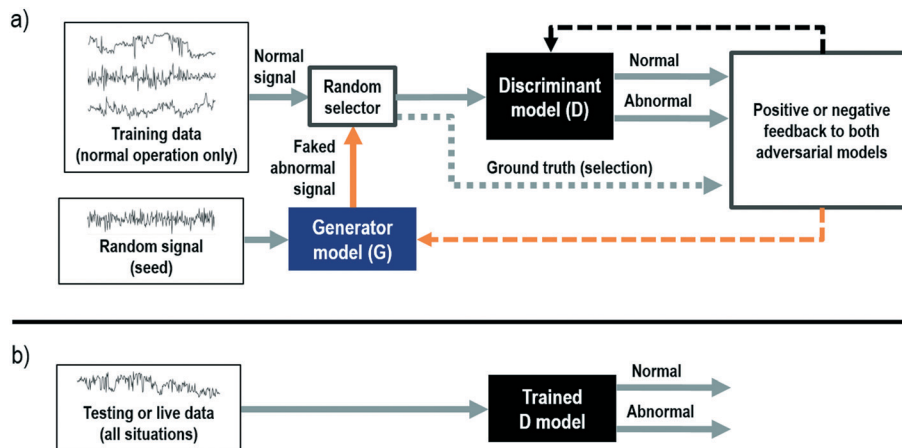 a)
Training data
(normal operation only)
Normal
signal
Random
selector
Discriminant
model (D)
Normal
Abnormal
Positive or negative
feedback to both
adversarial models
Faked
abnormal
signal
Ground truth (selection)
Random signal
(seed)
Generator
model (G)
b)
Testing or live data
(all situations)
Trained
D model
Normal
Abnormal